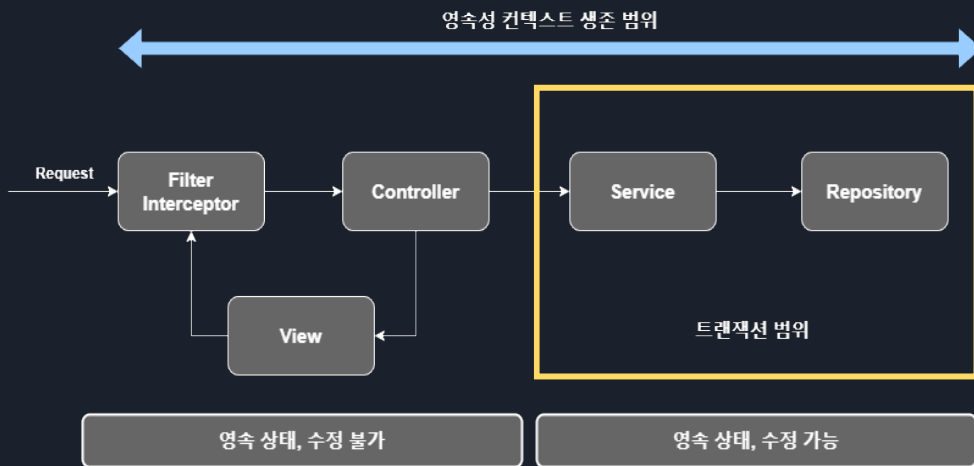 영속성 컨텍스트 생존 범위
Request
Filter
Interceptor
Controller
Service
Repository
View
트랜잭션 범위
영속 상태, 수정 불가
영속 상태, 수정 가능